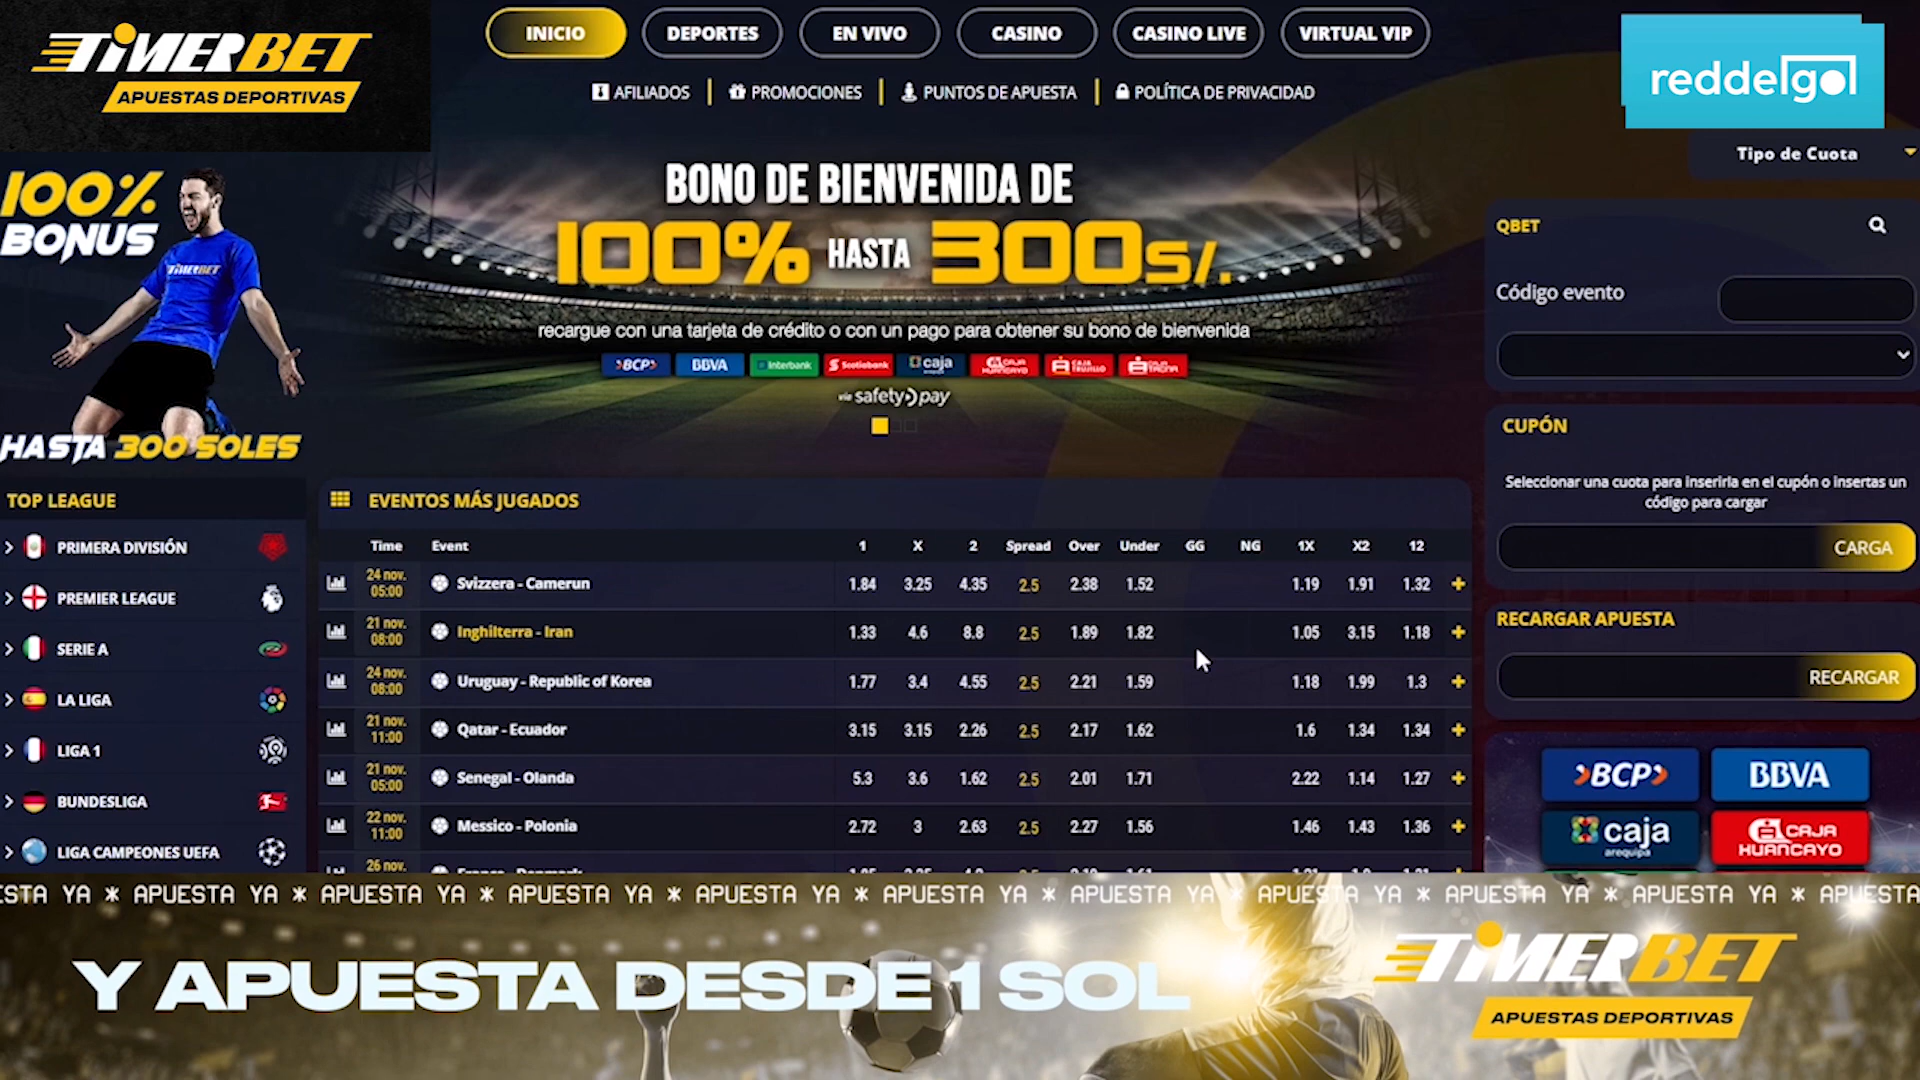 TiMERBET
APUESTAS DEPORTIVAS
INICIO
DEPORTES
EN VIVO
CASINO
CASINO LIVE
VIRTUAL VIP
AFILIADOS
PROMOCIONES
PUNTOS DE APUESTA
POLÍTICA DE PRIVACIDAD
reddelgol
Tipo de Cuota
100%
BONUS
TiMERBET
HASTA 300 SOLES
BONO DE BIENVENIDA DE
100% HASTA 300S/.
recargue con una tarjeta de crédito o con un pago para obtener su bono de bienvenida
BCP BBVA Interbank Scotiabank caja CAJA HUANCAYO CAJA TRUJILLO CAJA TACNA
vía safetypay
QBET
Código evento
CUPÓN
Seleccionar una cuota para inserirla en el cupón o insertas un
código para cargar
CARGA
RECARGAR APUESTA
RECARGAR
BCP BBVA
caja arequipa CAJA HUANCAYO
TOP LEAGUE
PRIMERA DIVISIÓN
PREMIER LEAGUE
SERIE A
LA LIGA
LIGA 1
BUNDESLIGA
LIGA CAMPEONES UEFA
EVENTOS MÁS JUGADOS
Time Event 1 X 2 Spread Over Under GG NG 1X X2 12
24 nov. 05:00 Svizzera - Camerun 1.84 3.25 4.35 2.5 2.38 1.52 1.19 1.91 1.32 +
21 nov. 08:00 Inghilterra - Iran 1.33 4.6 8.8 2.5 1.89 1.82 1.05 3.15 1.18 +
24 nov. 08:00 Uruguay - Republic of Korea 1.77 3.4 4.55 2.5 2.21 1.59 1.18 1.99 1.3 +
21 nov. 11:00 Qatar - Ecuador 3.15 3.15 2.26 2.5 2.17 1.62 1.6 1.34 1.34 +
21 nov. 05:00 Senegal - Olanda 5.3 3.6 1.62 2.5 2.01 1.71 2.22 1.14 1.27 +
22 nov. 11:00 Messico - Polonia 2.72 3 2.63 2.5 2.27 1.56 1.46 1.43 1.36 +
26 nov.
ESTA YA * APUESTA YA * APUESTA YA * APUESTA YA * APUESTA YA * APUESTA YA * APUESTA YA * APUESTA YA * APUESTA YA * APUESTA
Y APUESTA DESDE 1 SOL
TiMERBET
APUESTAS DEPORTIVAS